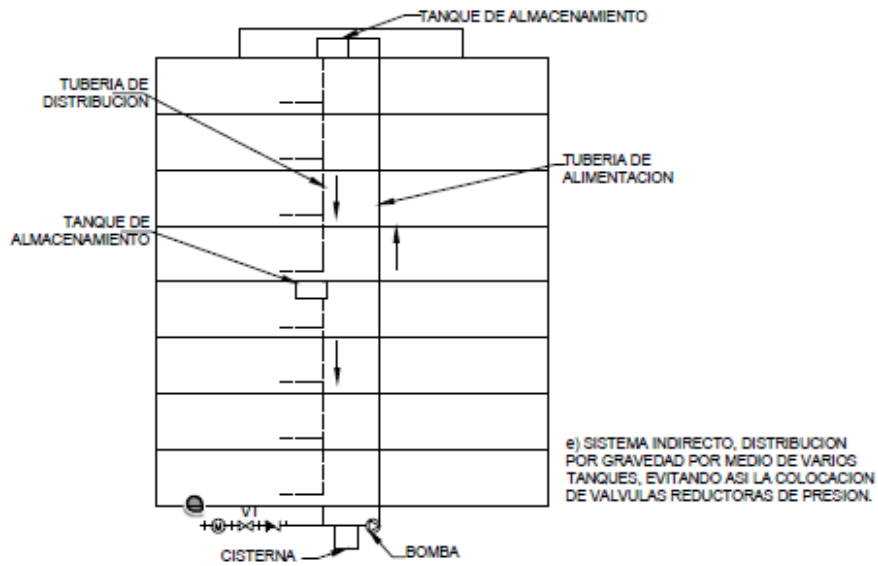 TANQUE DE ALMACENAMIENTO
TUBERIA DE
DISTRIBUCION
TUBERIA DE
ALIMENTACION
TANQUE DE
ALMACENAMIENTO
e) SISTEMA INDIRECTO, DISTRIBUCION
POR GRAVEDAD POR MEDIO DE VARIOS
TANQUES, EVITANDO ASI LA COLOCACION
DE VALVULAS REDUCTORAS DE PRESION.
V1
M
CISTERNA
BOMBA